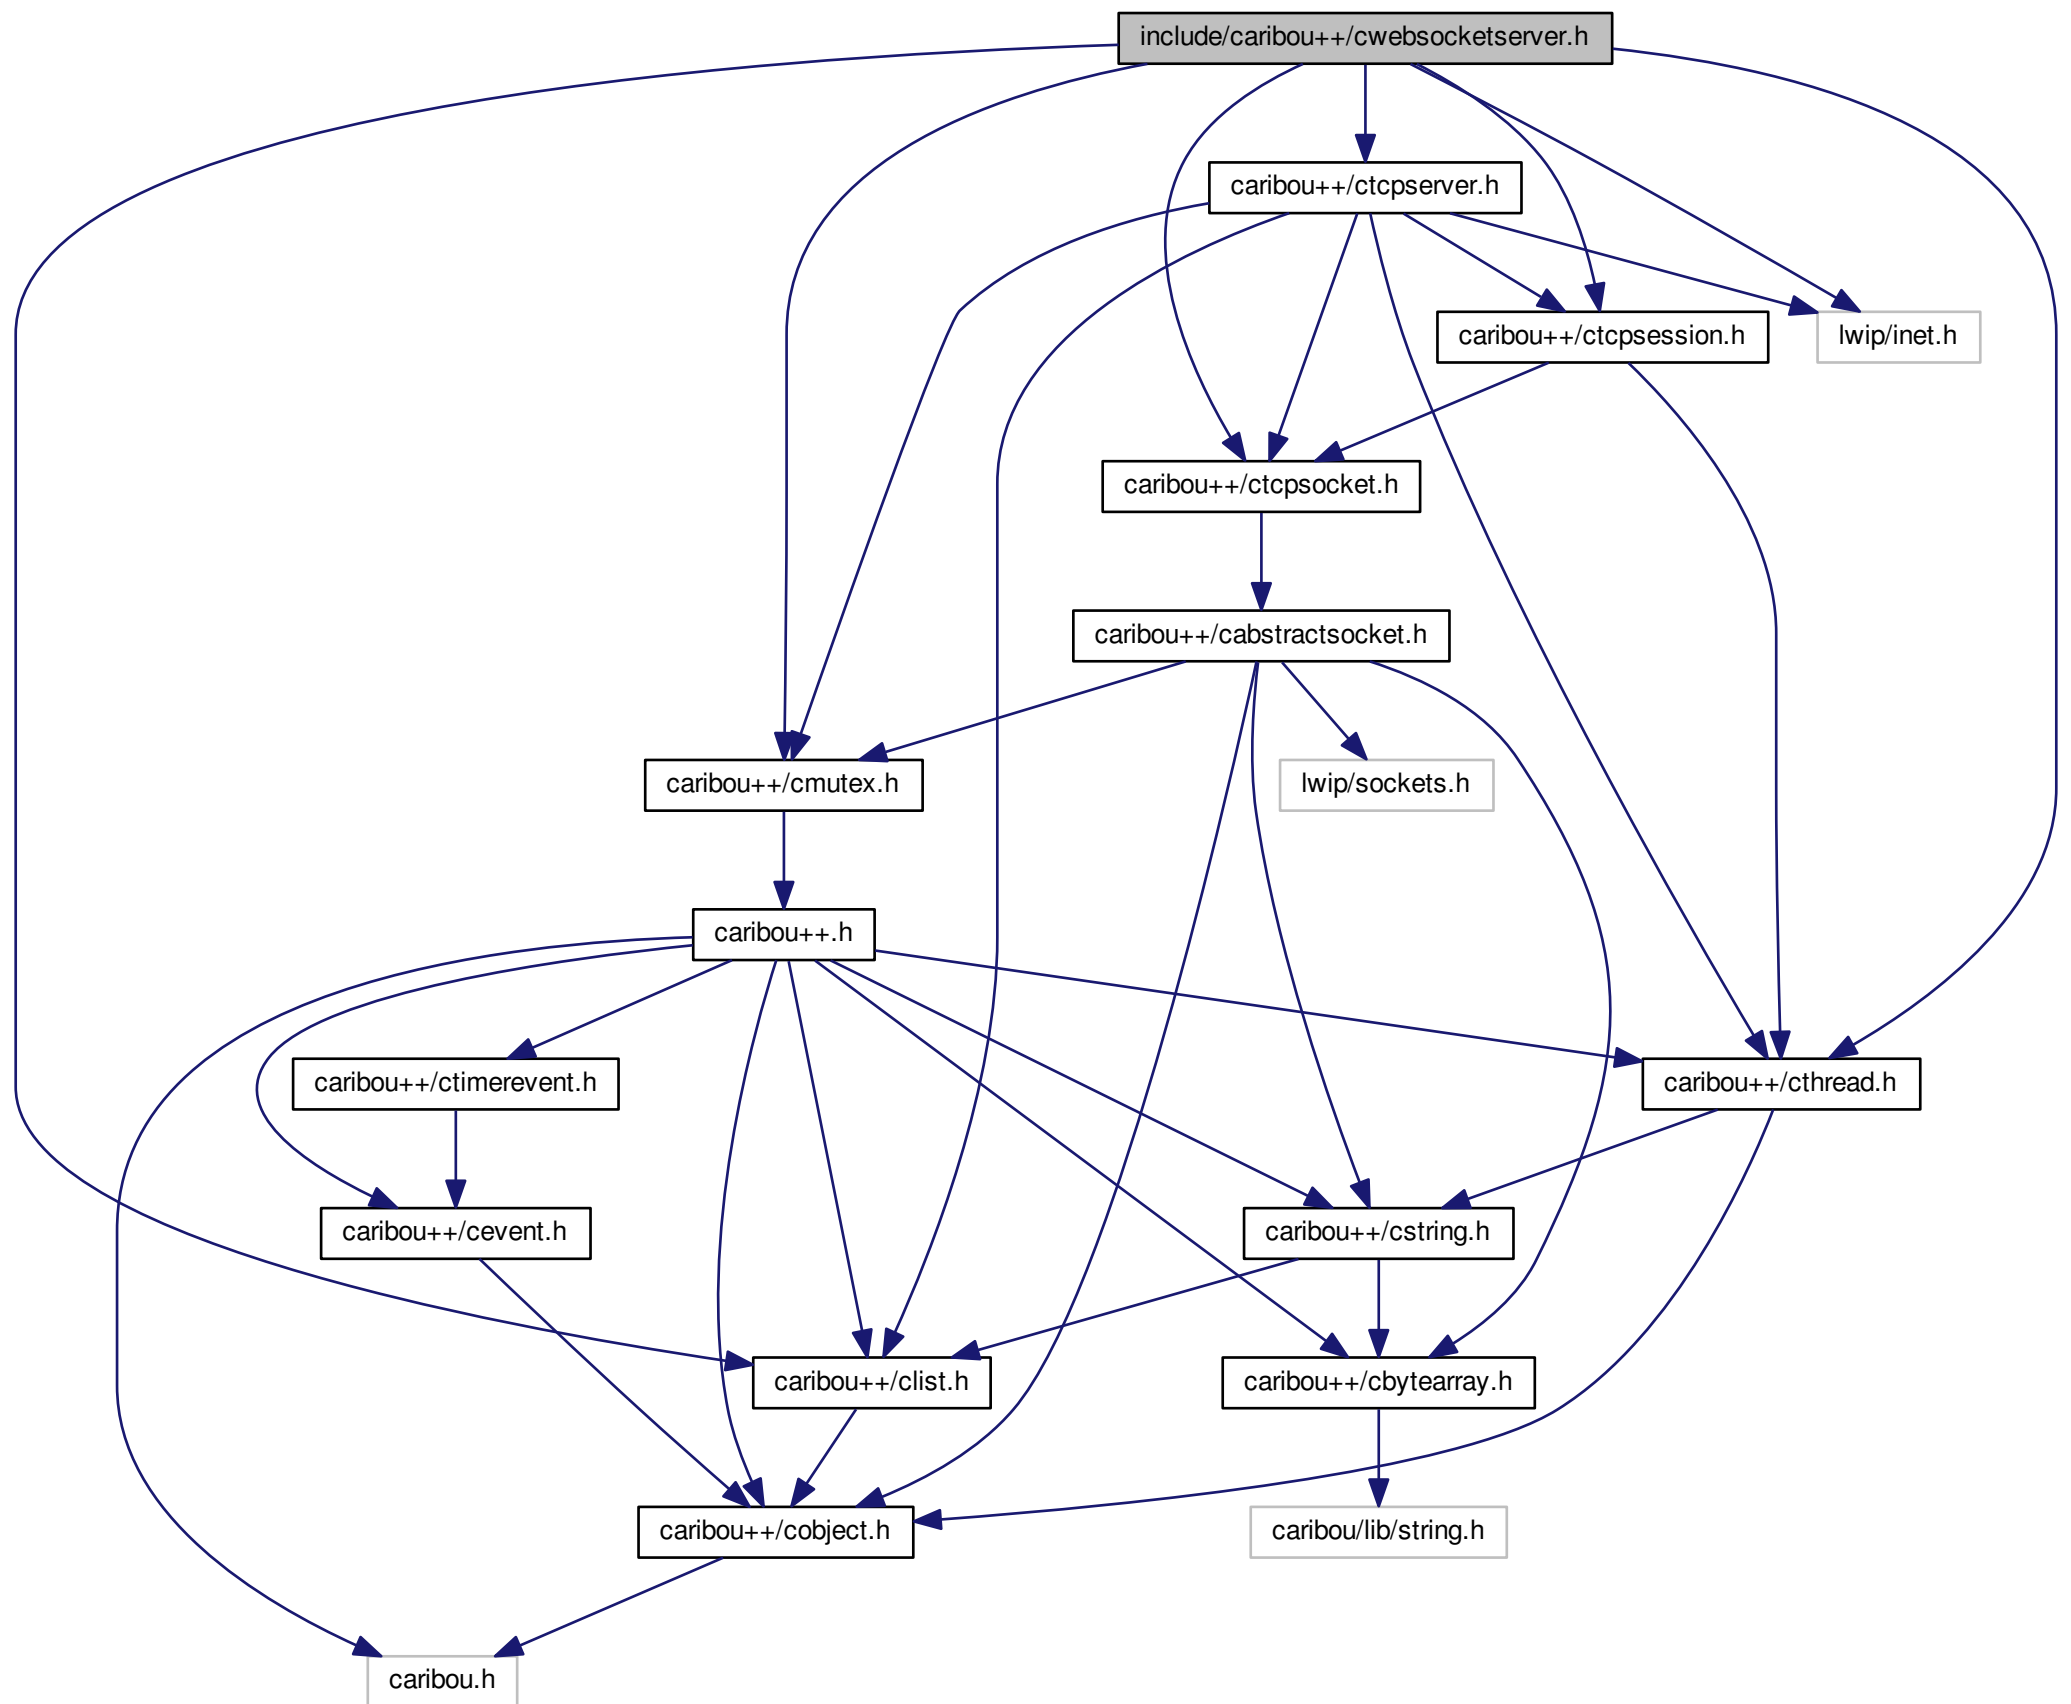 include/caribou++/cwebsocketserver.h
caribou++/ctcpserver.h
caribou++/ctcpsession.h
lwip/inet.h
caribou++/ctcpsocket.h
caribou++/cabstractsocket.h
caribou++/cmutex.h
lwip/sockets.h
caribou++.h
caribou++/ctimerevent.h
caribou++/cthread.h
caribou++/cevent.h
caribou++/cstring.h
caribou++/clist.h
caribou++/cbytearray.h
caribou++/cobject.h
caribou/lib/string.h
caribou.h